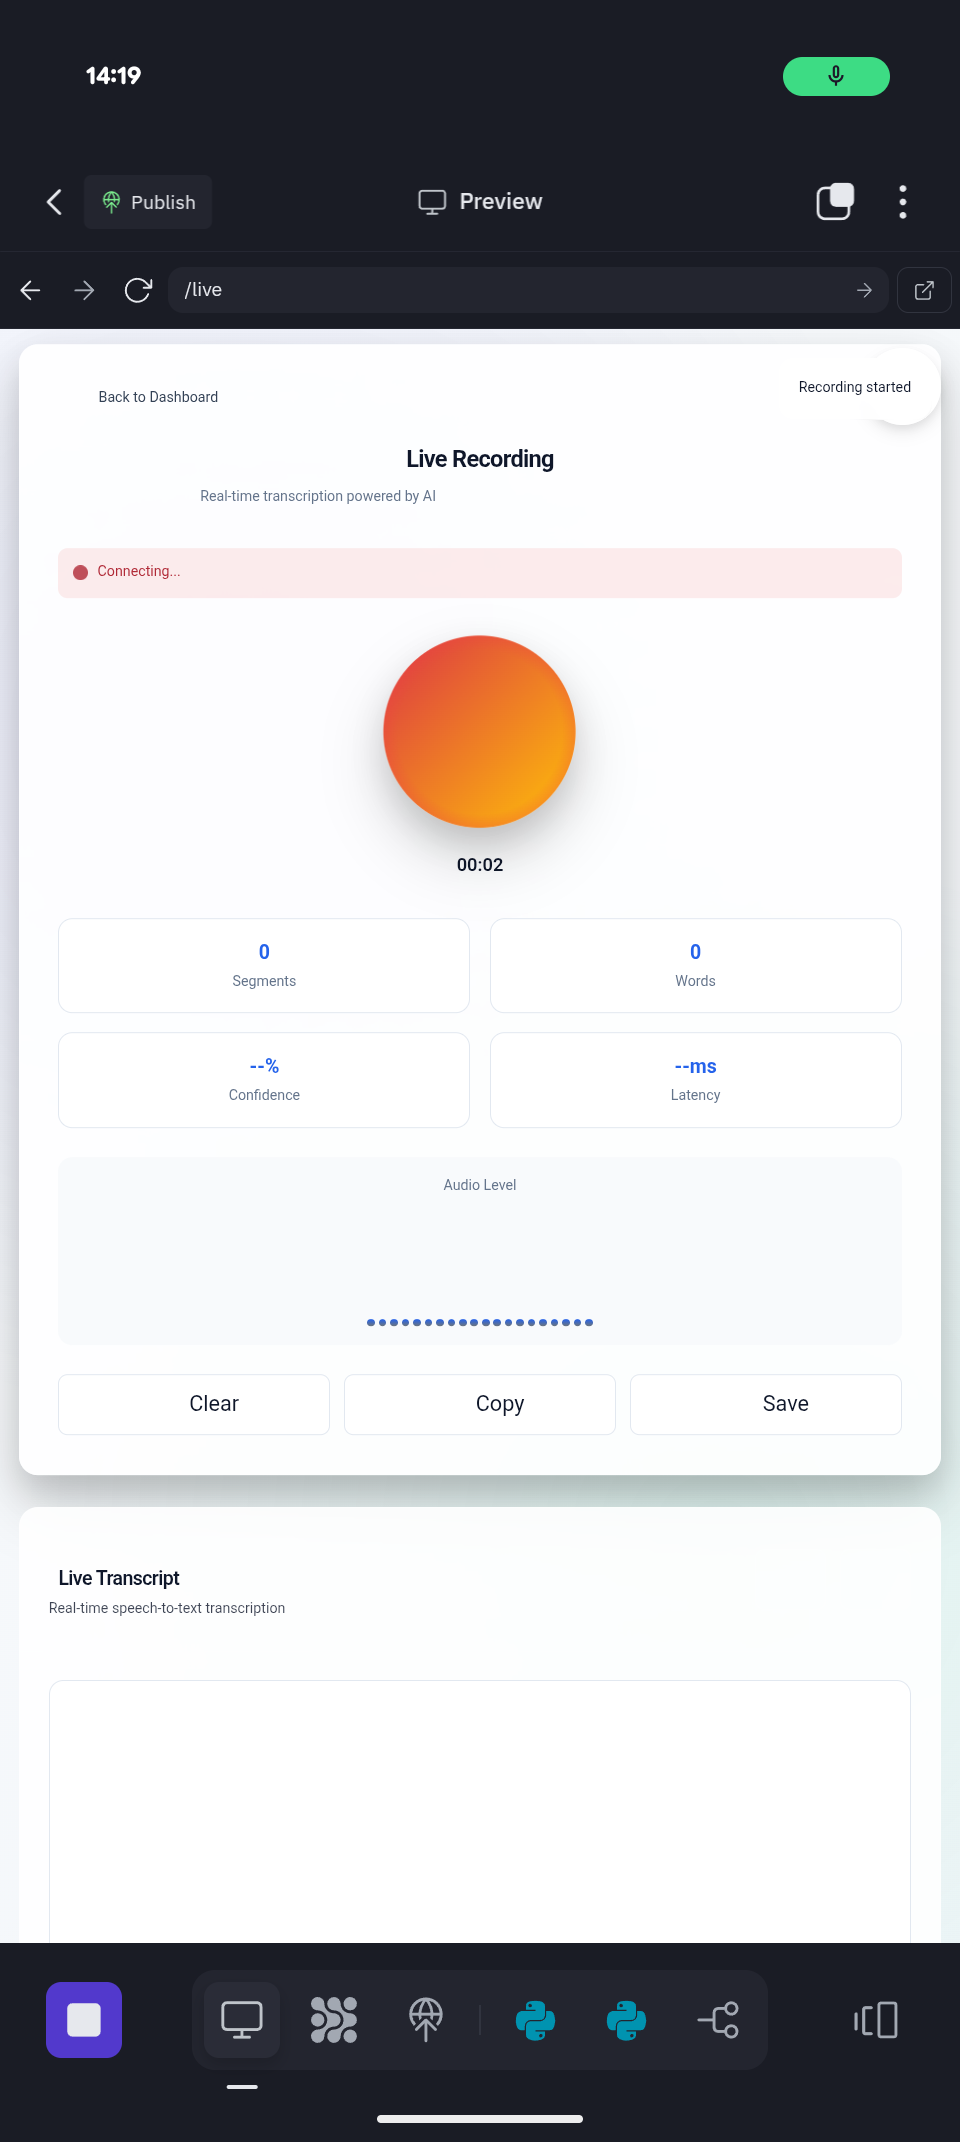 14:19
Publish
Preview
/live
Back to Dashboard
Recording started
Live Recording
Real-time transcription powered by AI
Connecting...
00:02
0
Segments
0
Words
--%
Confidence
--ms
Latency
Audio Level
Clear
Copy
Save
Live Transcript
Real-time speech-to-text transcription